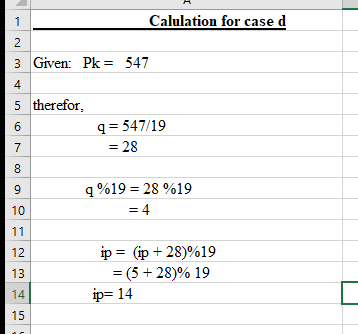 A
1 Calulation for case d
2
3 Given: Pk = 547
4
5 therefor,
6 q = 547/19
7 = 28
8
9 q %19 = 28 %19
10 = 4
11
12 ip = (ip + 28)%19
13 = (5 + 28)% 19
14 ip= 14
15